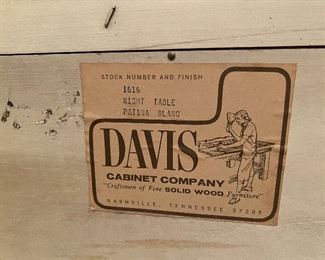 STOCK NUMBER AND FINISH
1616
NIGHT TABLE
PATINA BLANC
DAVIS
CABINET COMPANY
"Craftsmen of Fine SOLID WOOD Furniture"
NASHVILLE, TENNESSEE 37206